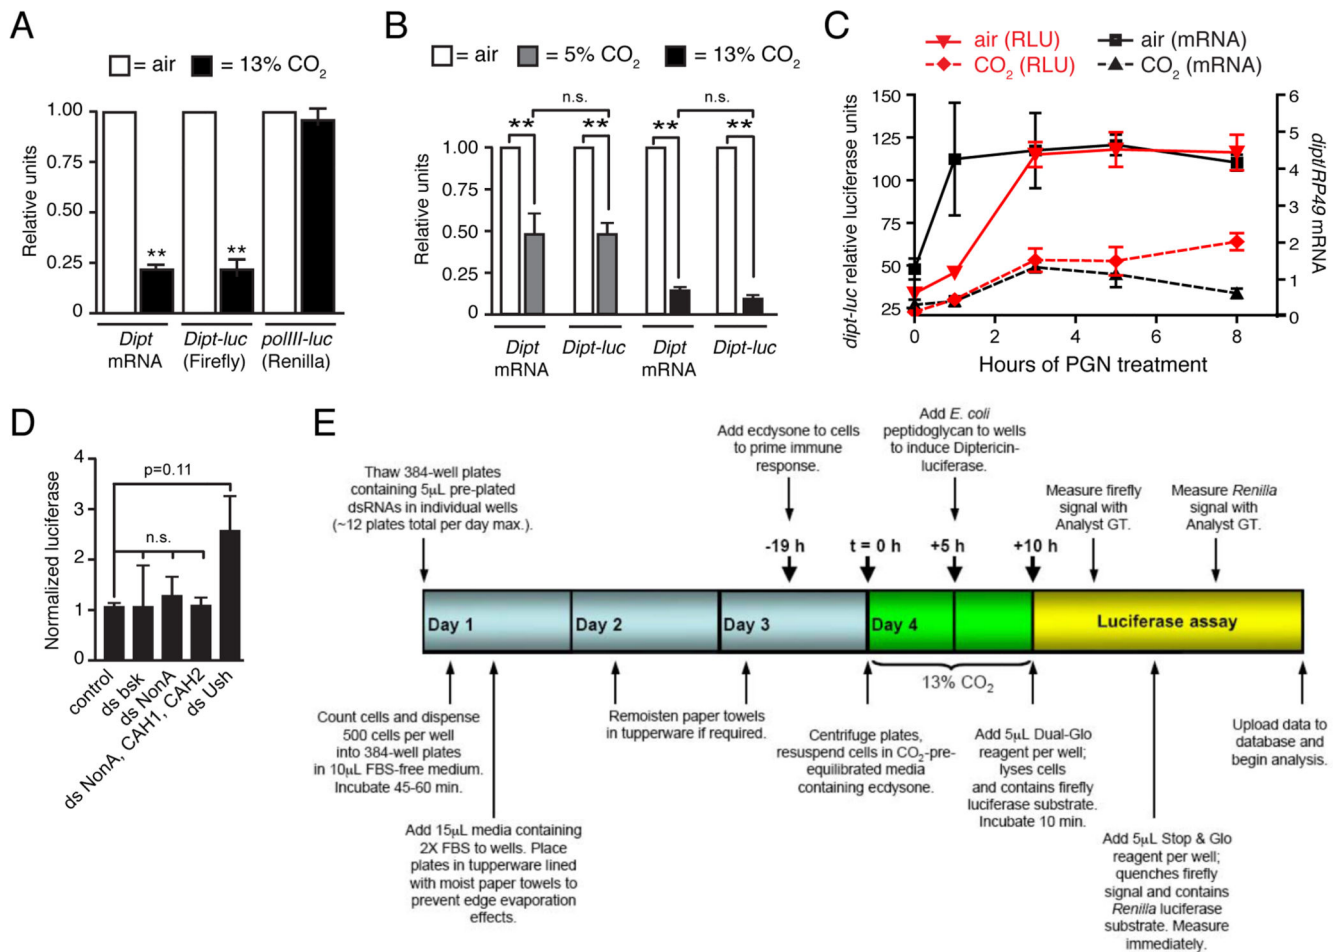 A
= air = 13% CO2
Relative units
1.00
0.75
0.50
0.25
0
** **
Dipt
mRNA
Dipt-luc
(Firefly)
polIII-luc
(Renilla)
B
= air = 5% CO2 = 13% CO2
n.s. n.s.
** ** ** **
Relative units
1.00
0.75
0.50
0.25
0
Dipt
mRNA
Dipt-luc
Dipt
mRNA
Dipt-luc
C
air (RLU) air (mRNA)
CO2 (RLU) CO2 (mRNA)
dipt-luc relative luciferase units
150
125
100
75
50
25
6
5
4
3
2
1
0
dipt/RP49 mRNA
0 2 4 6 8
Hours of PGN treatment
D
Normalized luciferase
4
3
2
1
0
p=0.11
n.s.
control
ds bsk
ds NonA
ds NonA, CAH1, CAH2
ds Ush
E
Thaw 384-well plates
containing 5µL pre-plated
dsRNAs in individual wells
(~12 plates total per day max.).
Add ecdysone to cells
to prime immune
response.
Add E. coli
peptidoglycan to wells
to induce Diptericin-
luciferase.
Measure firefly
signal with
Analyst GT.
Measure Renilla
signal with
Analyst GT.
-19 h t = 0 h +5 h +10 h
Day 1 Day 2 Day 3 Day 4 Luciferase assay
13% CO2
Count cells and dispense
500 cells per well
into 384-well plates
in 10µL FBS-free medium.
Incubate 45-60 min.
Add 15µL media containing
2X FBS to wells. Place
plates in tupperware lined
with moist paper towels to
prevent edge evaporation
effects.
Remoisten paper towels
in tupperware if required.
Centrifuge plates,
resuspend cells in CO2-pre-
equilibrated media
containing ecdysone.
Add 5µL Dual-Glo
reagent per well;
lyses cells
and contains firefly
luciferase substrate.
Incubate 10 min.
Add 5µL Stop & Glo
reagent per well;
quenches firefly
signal and contains
Renilla luciferase
substrate. Measure
immediately.
Upload data to
database and
begin analysis.